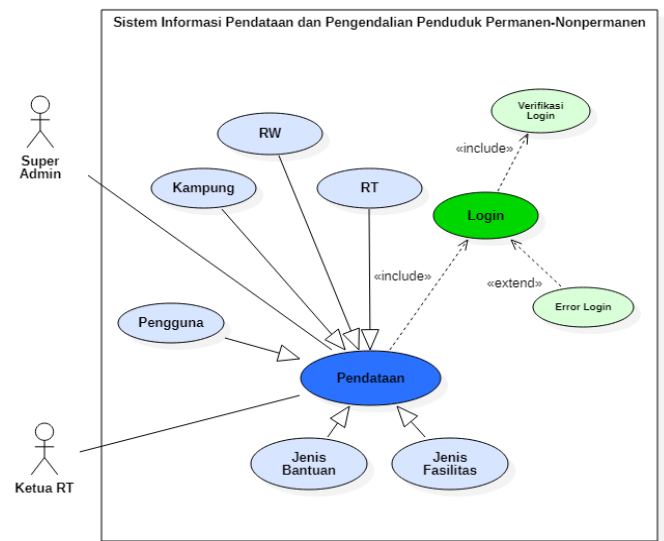 Sistem Informasi Pendataan dan Pengendalian Penduduk Permanen-Nonpermanen
Super
Admin
Ketua RT
RW
Kampung
RT
Verifikasi
Login
«include»
Login
«include»
«extend»
Error Login
Pengguna
Pendataan
Jenis
Bantuan
Jenis
Fasilitas